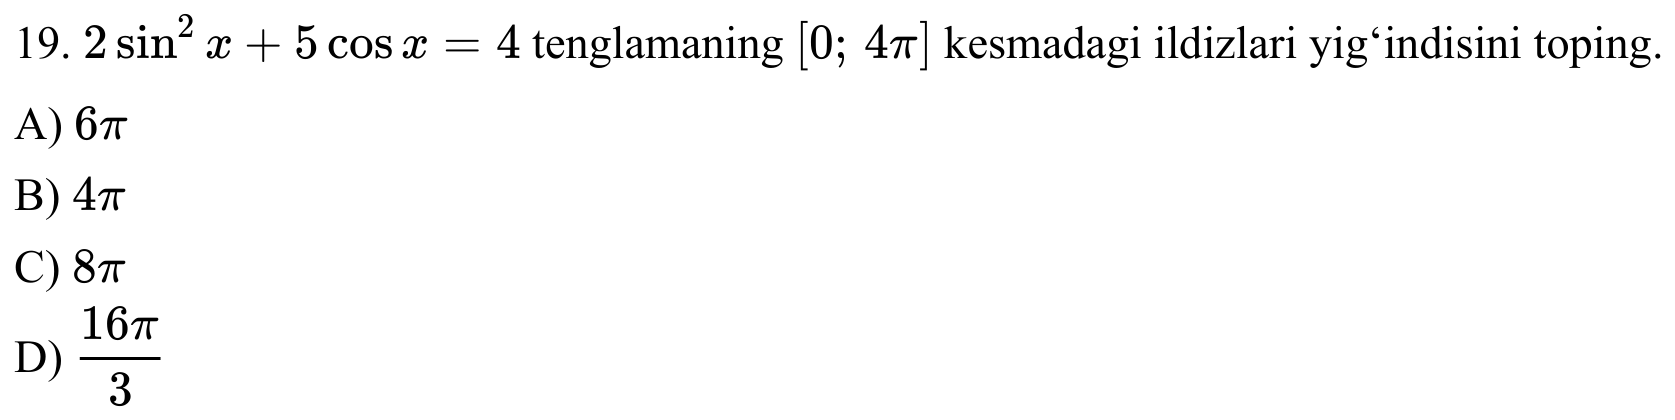 19. 2 sin² x + 5 cos x = 4 tenglamaning [0; 4π] kesmadagi ildizlari yig‘indisini toping.
A) 6π
B) 4π
C) 8π
D) 16π/3